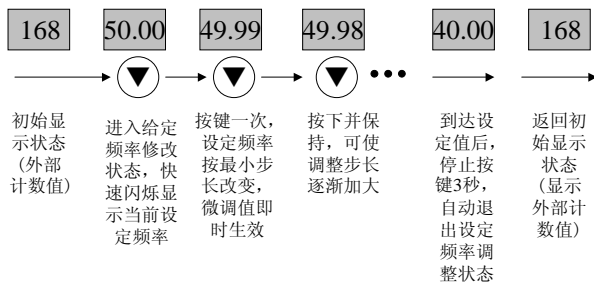 168
50.00
49.99
49.98
40.00
168
初始显
示状态
(外部
计数值)
进入给定
频率修改
状态，快
速闪烁显
示当前设
定频率
按键一次，
设定频率
按最小步
长改变，
微调值即
时生效
按下并保
持，可使
调整步长
逐渐加大
到达设
定值后，
停止按
键3秒，
自动退
出设定
频率调
整状态
返回初
始显示
状态
(显示
外部计
数值)